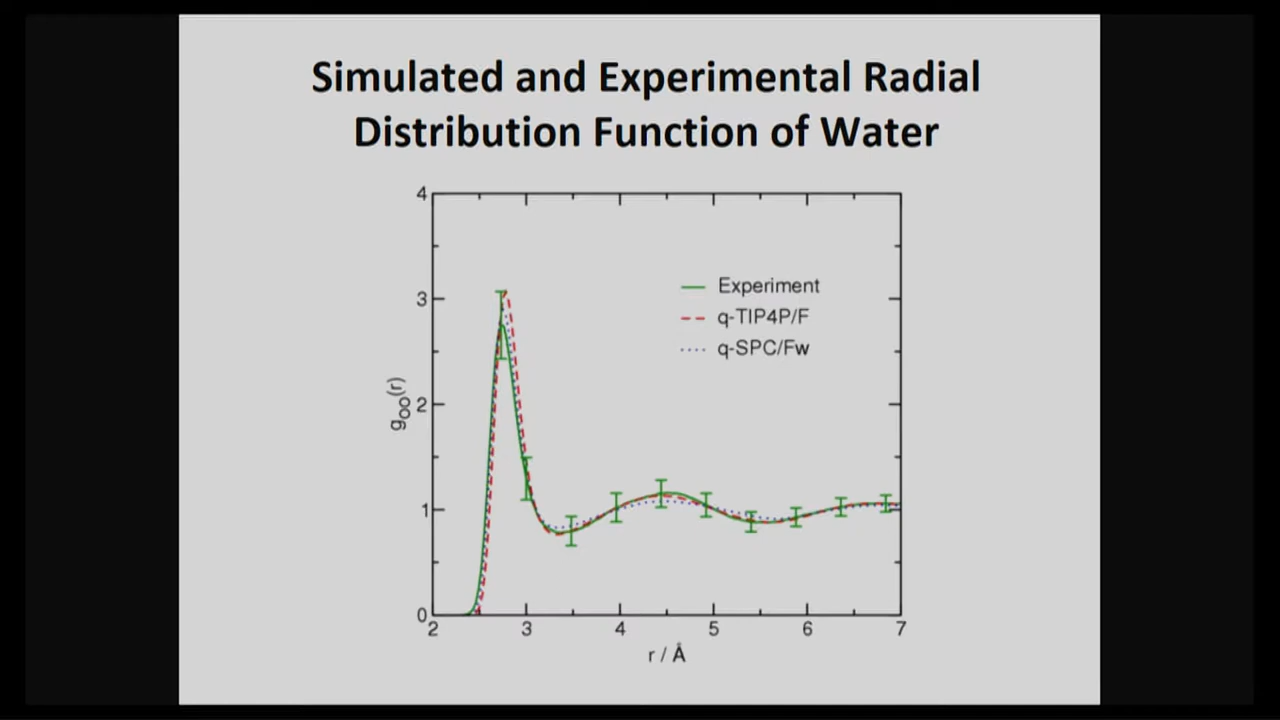 Simulated and Experimental Radial
Distribution Function of Water
4
3
2
1
0
gOO(r)
Experiment
q-TIP4P/F
q-SPC/Fw
2 3 4 5 6 7
r / Å